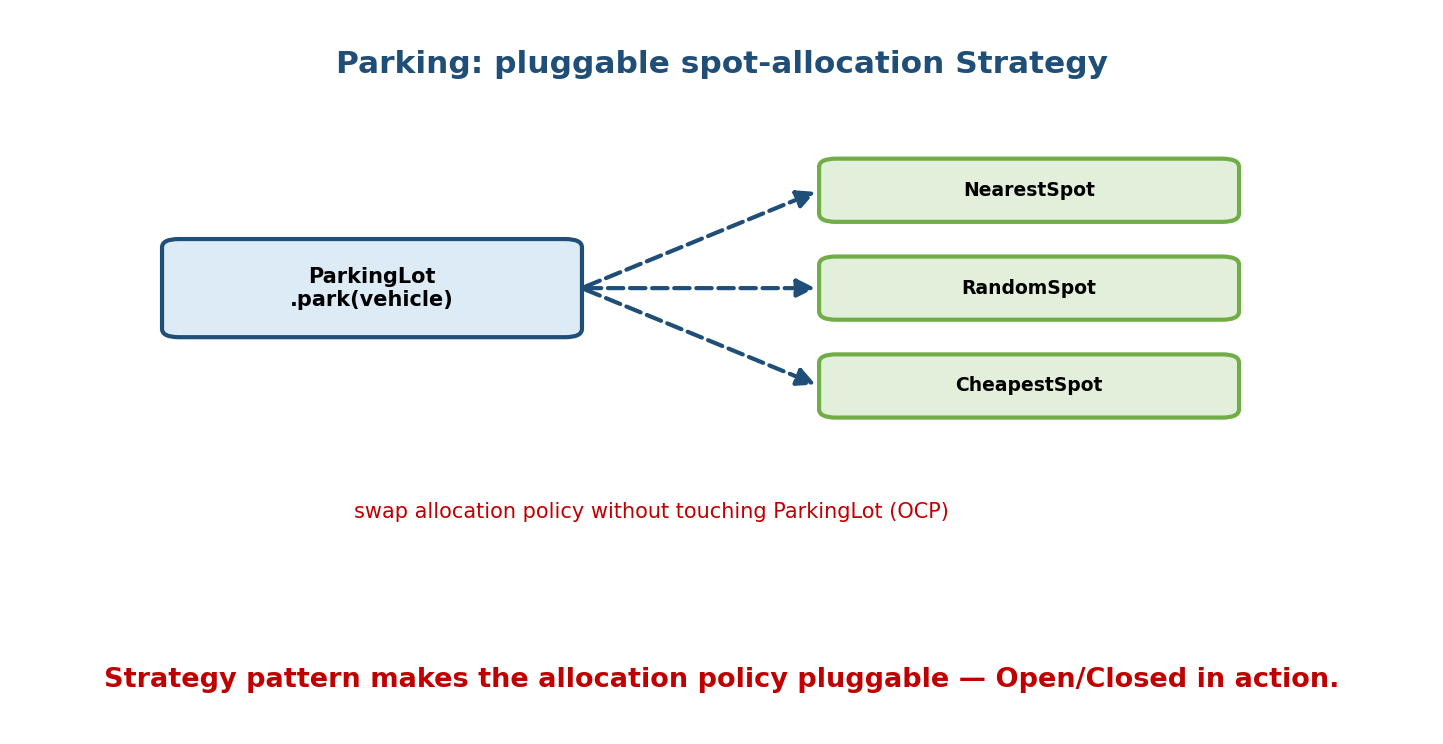 Parking: pluggable spot-allocation Strategy
NearestSpot
ParkingLot
.park(vehicle)
RandomSpot
CheapestSpot
swap allocation policy without touching ParkingLot (OCP)
Strategy pattern makes the allocation policy pluggable — Open/Closed in action.